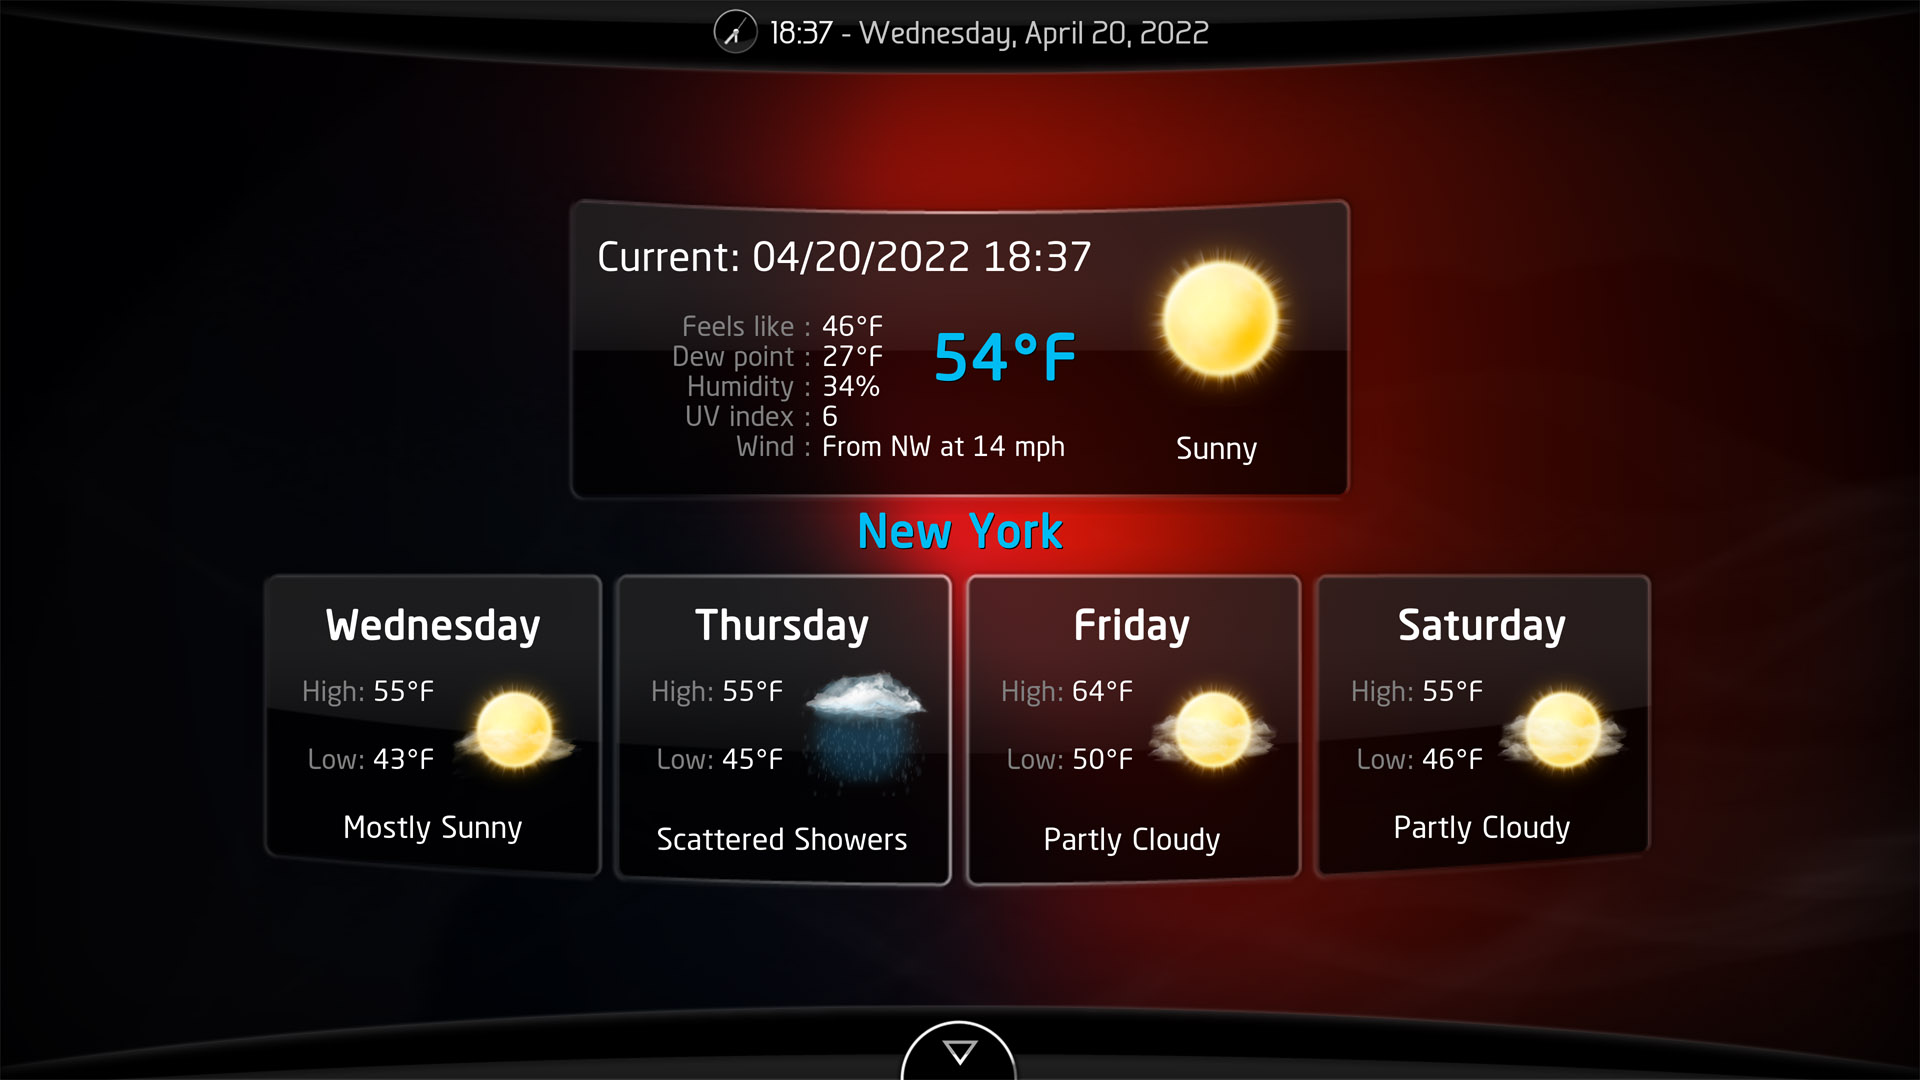 18:37 - Wednesday, April 20, 2022
Current: 04/20/2022 18:37
Feels like : 46°F
Dew point : 27°F
Humidity : 34%
UV index : 6
Wind : From NW at 14 mph
54°F
Sunny
New York
Wednesday
High: 55°F
Low: 43°F
Mostly Sunny
Thursday
High: 55°F
Low: 45°F
Scattered Showers
Friday
High: 64°F
Low: 50°F
Partly Cloudy
Saturday
High: 55°F
Low: 46°F
Partly Cloudy